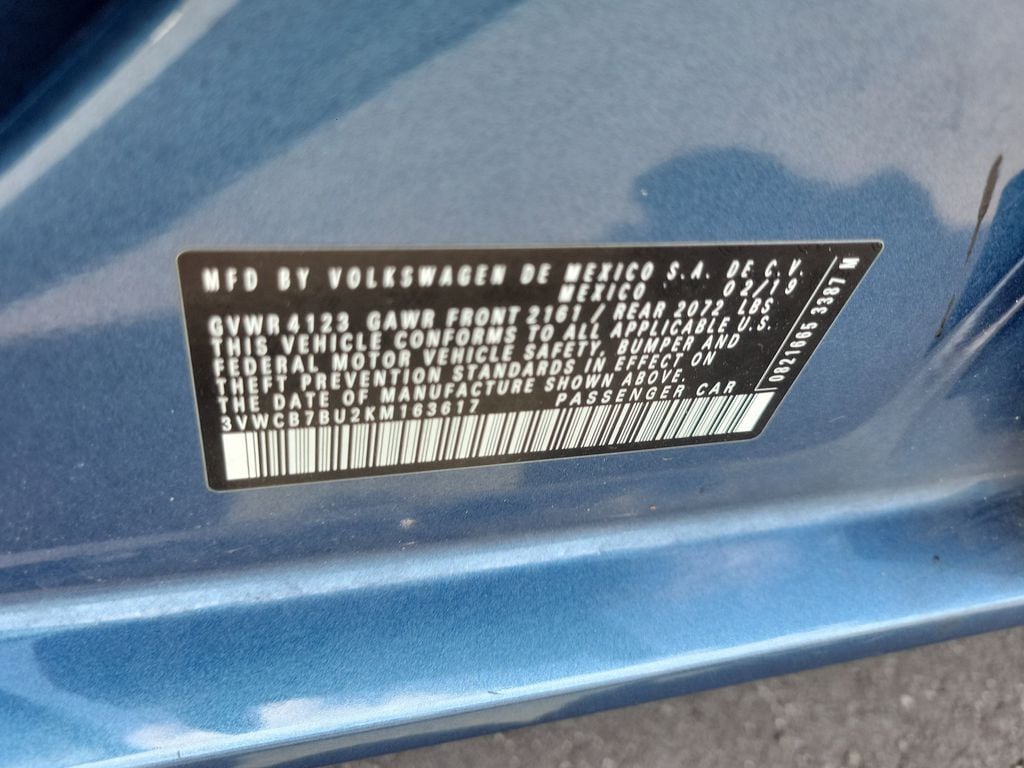 MFD BY VOLKSWAGEN DE MEXICO S.A. DE C.V.
MEXICO 02/19
GVWR 4123 GAWR FRONT 2161 / REAR 2072 LBS
THIS VEHICLE CONFORMS TO ALL APPLICABLE U.S.
FEDERAL MOTOR VEHICLE SAFETY, BUMPER AND
THEFT PREVENTION STANDARDS IN EFFECT ON
THE DATE OF MANUFACTURE SHOWN ABOVE.
3VWCB7BU2KM163617 PASSENGER CAR
0821665 3387 M